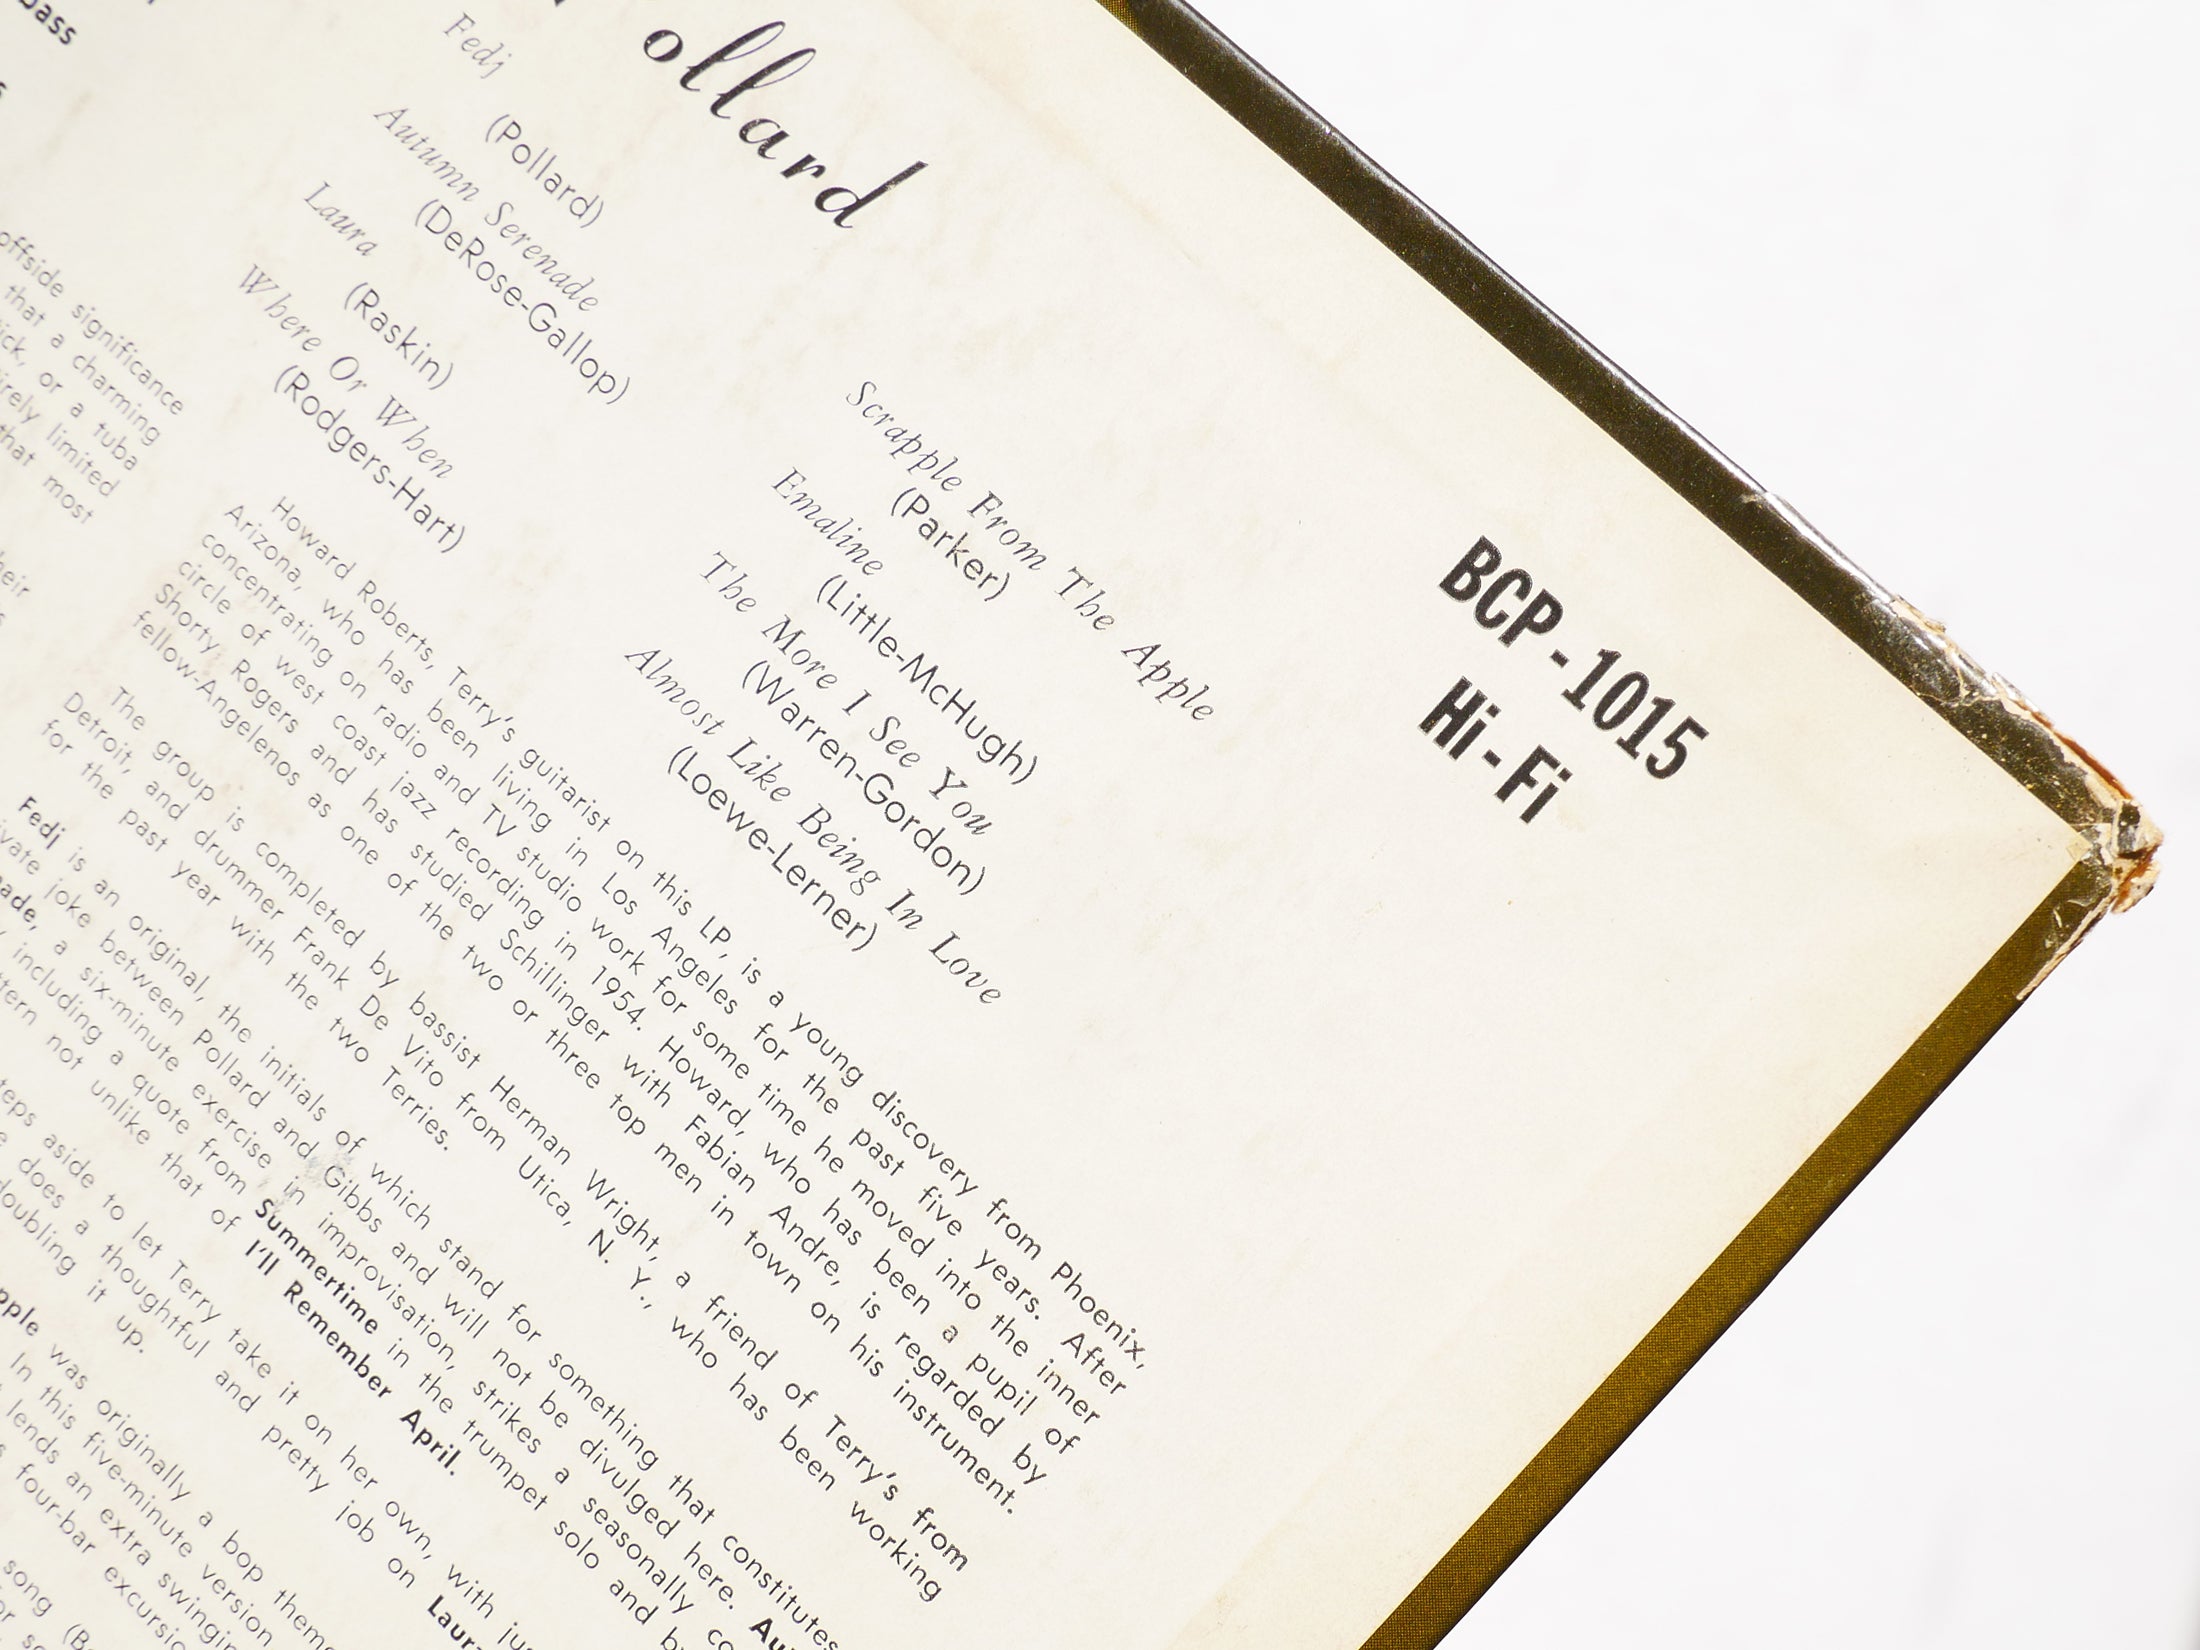 bass
ollard
BCP - 1015
Hi - Fi
Fedj
(Pollard)
Autumn Serenade
(DeRose-Gallop)
Laura
(Raskin)
Where Or When
(Rodgers-Hart)
Scrapple From The Apple
(Parker)
Emaline
(Little-McHugh)
The More I See You
(Warren-Gordon)
Almost Like Being In Love
(Loewe-Lerner)
offside significance
that a charming
or a tuba
limited
that most
Howard Roberts, Terry's guitarist on this LP, is a young discovery from Phoenix,
Arizona, who has been living in Los Angeles for the past five years. After
concentrating on radio and TV studio work for some time he moved into the inner
circle of west coast jazz recording in 1954. Howard, who has been a pupil of
Shorty Rogers and has studied Schillinger with Fabian Andre, is regarded by
fellow-Angelenos as one of the two or three top men in town on his instrument.
The group is completed by bassist Herman Wright, a friend of Terry's from
Detroit, and drummer Frank De Vito from Utica, N. Y., who has been working
for the past year with the two Terries.
Fedj is an original, the initials of which stand for something that constitutes
joke between Pollard and Gibbs and will not be divulged here.
a six-minute exercise in improvisation, strikes a seasonally
including a quote from Summertime in the trumpet solo and
not unlike that of I'll Remember April.
aside to let Terry take it on her own, with
does a thoughtful and pretty job on
doubling it up.
was originally a bop
In this five-minute version
lends an extra
four-bar
song